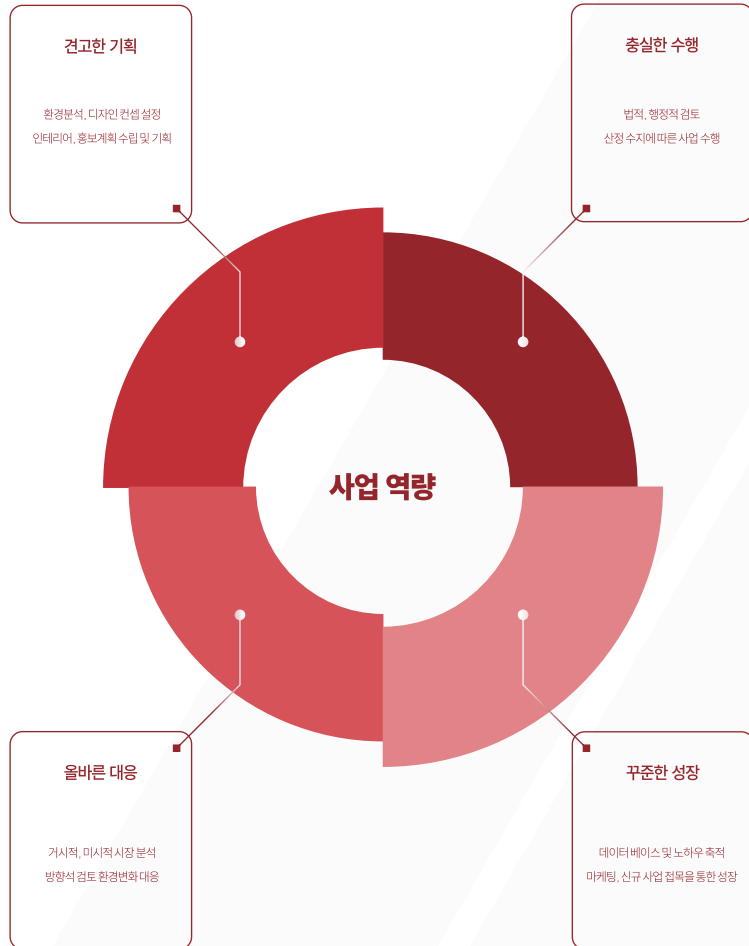 견고한 기획
환경분석, 디자인 컨셉 설정
인테리어, 홍보계획 수립 및 기획
충실한 수행
법적, 행정적 검토
산정 수지에 따른 사업 수행
사업 역량
올바른 대응
거시적, 미시적 시장 분석
방향석 검토 환경변화 대응
꾸준한 성장
데이터 베이스 및 노하우 축적
마케팅, 신규 사업 접목을 통한 성장